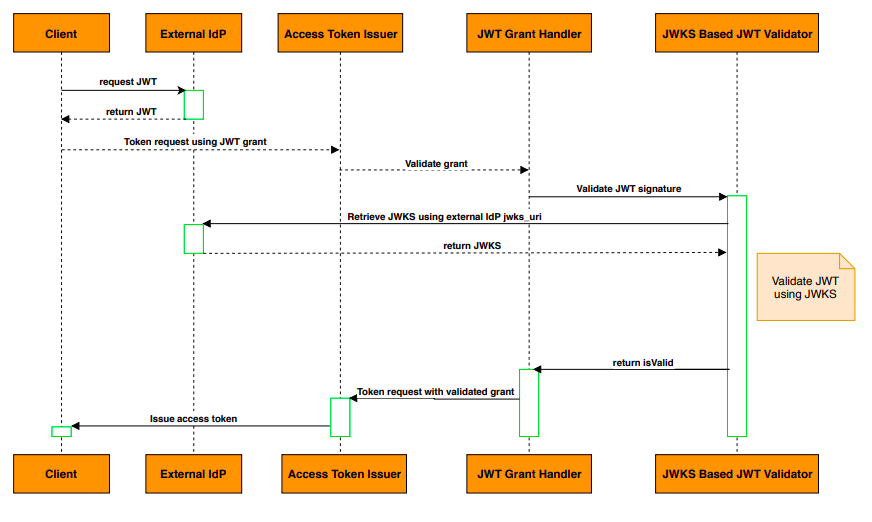 Client
External IdP
Access Token Issuer
JWT Grant Handler
JWKS Based JWT Validator
request JWT
return JWT
Token request using JWT grant
Validate grant
Validate JWT signature
Retrieve JWKS using external IdP jwks_uri
return JWKS
Validate JWT
using JWKS
return isValid
Token request with validated grant
Issue access token
Client
External IdP
Access Token Issuer
JWT Grant Handler
JWKS Based JWT Validator